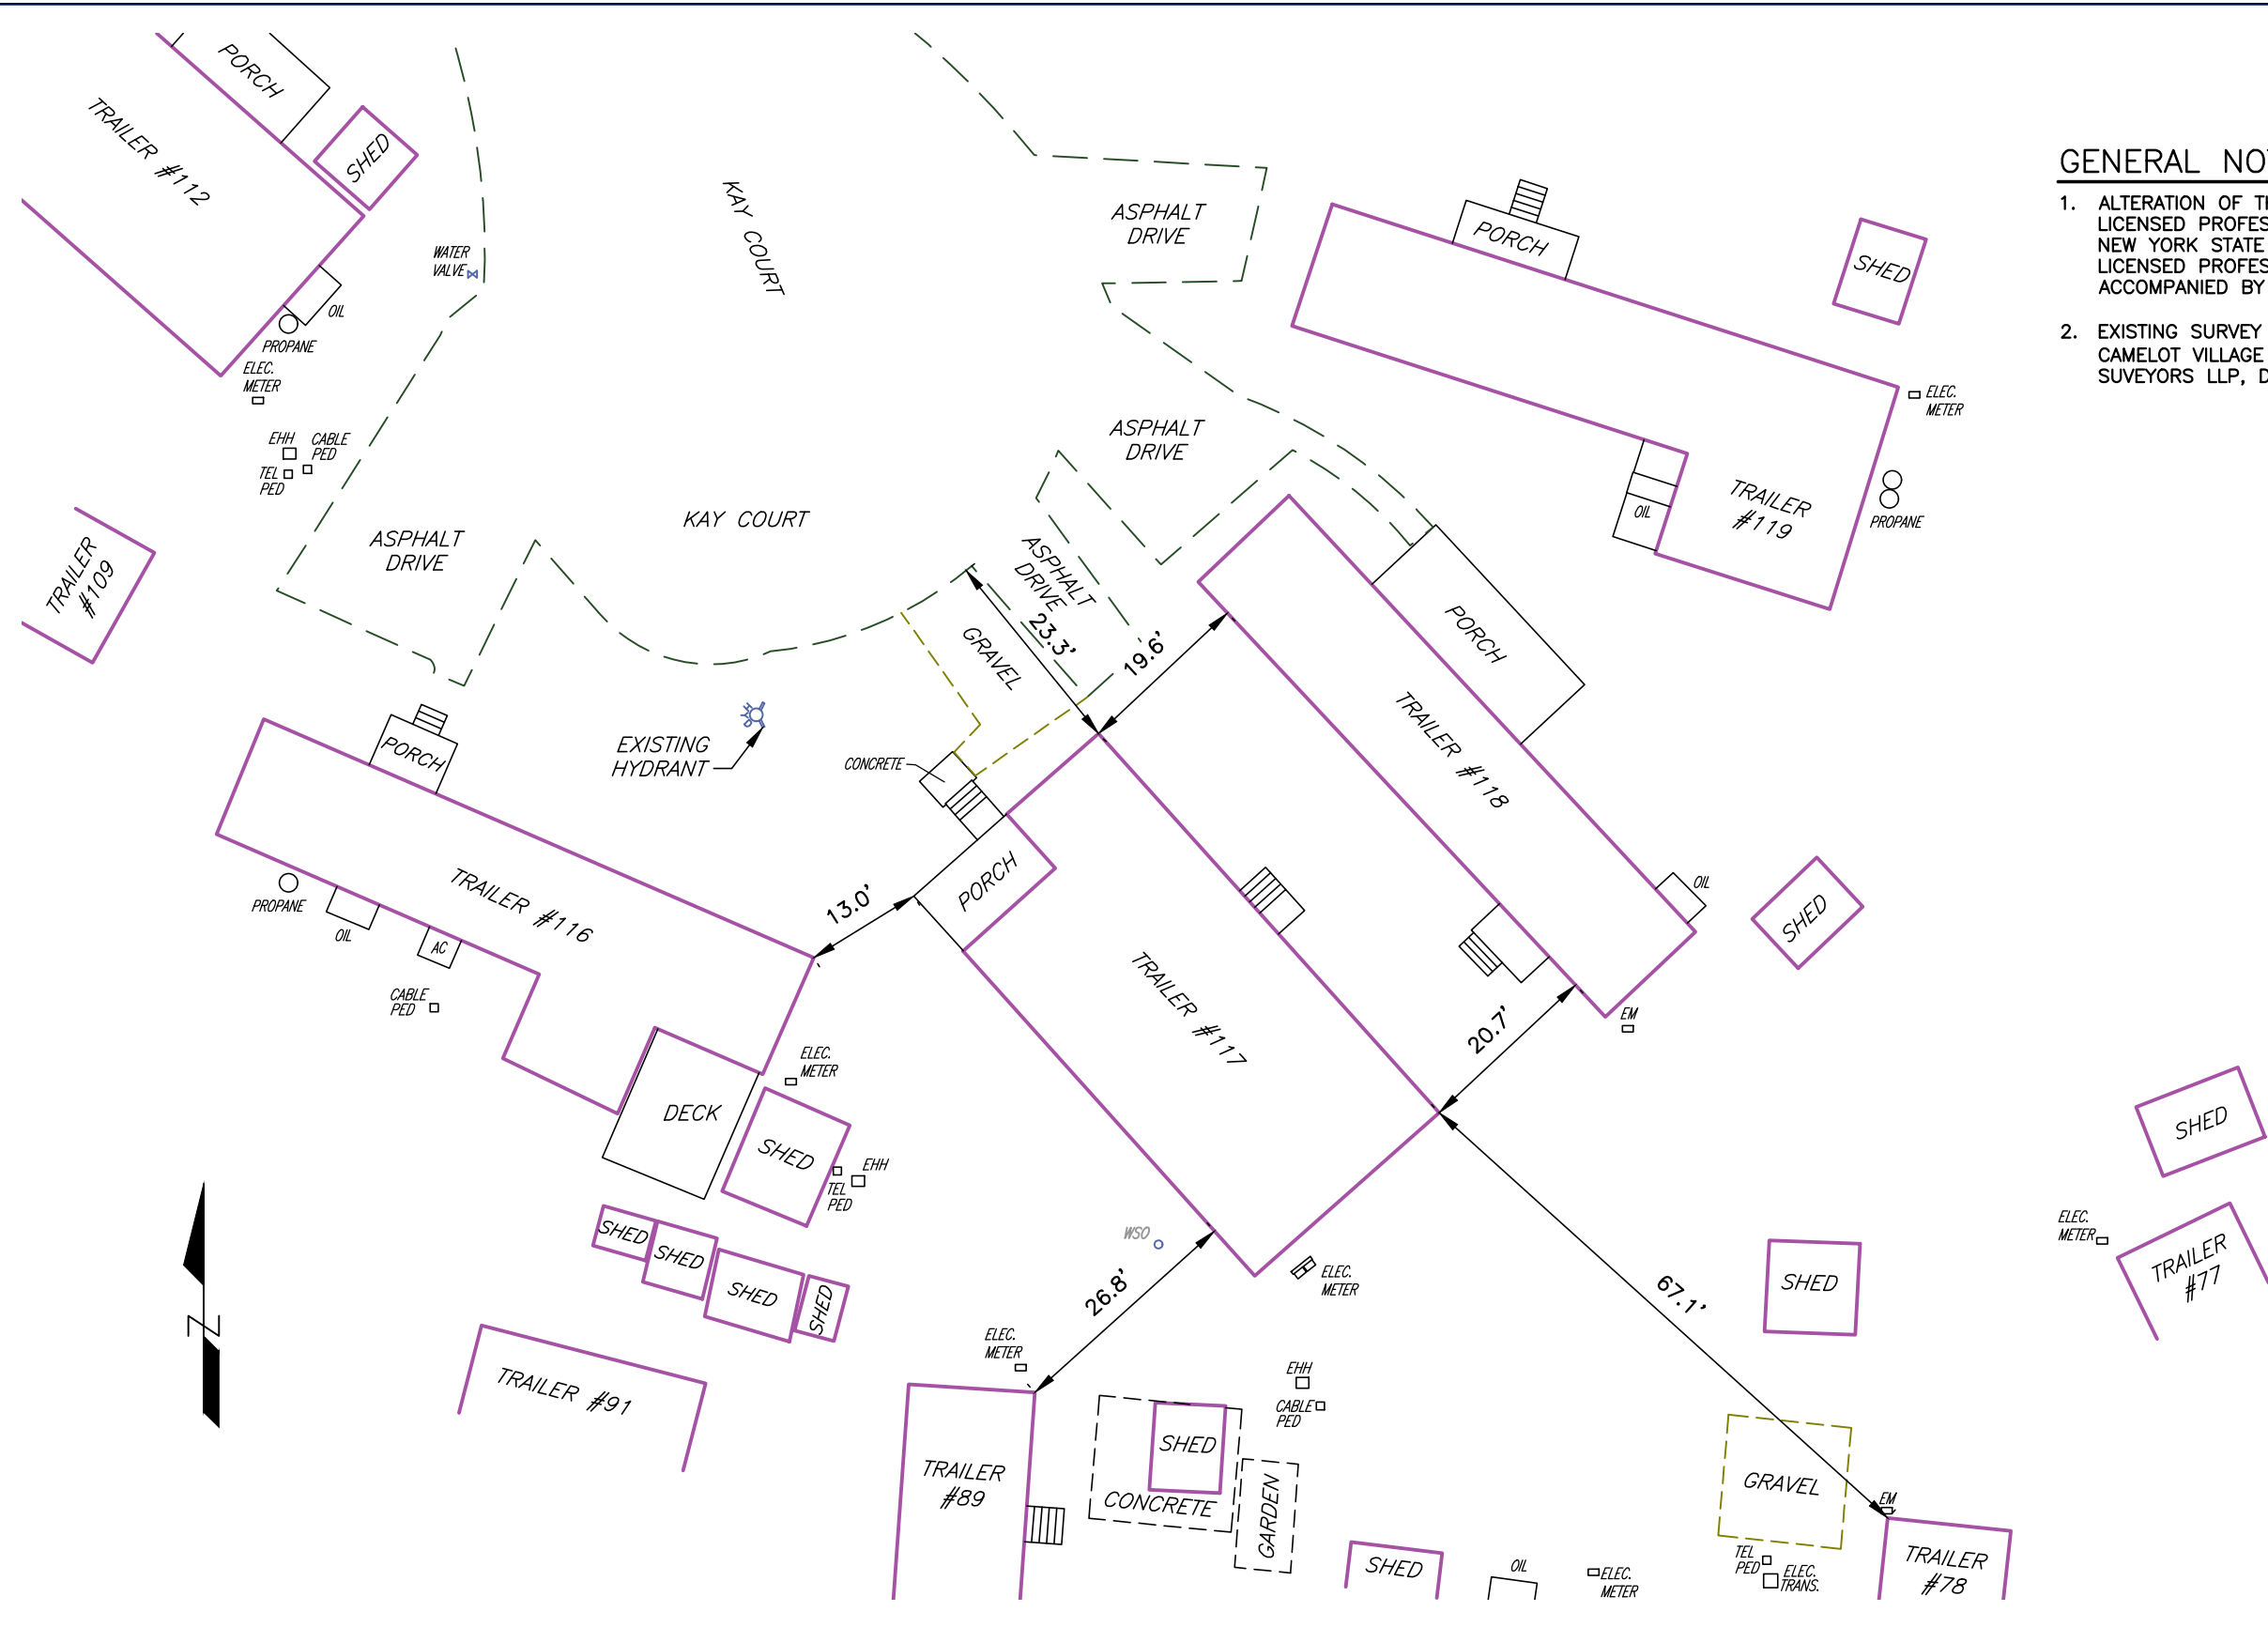 PORCH
TRAILER #112
SHED
WATER
VALVE
OIL
PROPANE
ELEC.
METER
EHH
CABLE
PED
TEL
PED
TRAILER
#109
ASPHALT
DRIVE
KAY COURT
KAY COURT
ASPHALT
DRIVE
ASPHALT
DRIVE
ASPHALT
DRIVE
GRAVEL
23.3'
19.6'
PORCH
SHED
TRAILER
#119
OIL
ELEC.
METER
PROPANE
GENERAL NO
1. ALTERATION OF
LICENSED
NEW YORK STATE
LICENSED
ACCOMPANIED BY
2. EXISTING SURVEY
CAMELOT VILLAGE
SUVEYORS LLP,
PORCH
TRAILER #118
OIL
SHED
EM
20.7'
HYD
EXISTING
HYDRANT
CONCRETE
PORCH
13.0'
TRAILER #117
PORCH
TRAILER #116
PROPANE
OIL
AC
CABLE
PED
DECK
ELEC.
METER
SHED
EHH
TEL
PED
SHED
SHED
SHED
SHED
TRAILER #91
N
WSO
26.8'
ELEC.
METER
67.1'
ELEC.
METER
TRAILER
#89
EHH
CABLE
PED
SHED
CONCRETE
GARDEN
SHED
OIL
ELEC.
METER
SHED
SHED
ELEC.
METER
TRAILER
#77
GRAVEL
EM
TEL
PED
ELEC.
TRANS.
TRAILER
#78